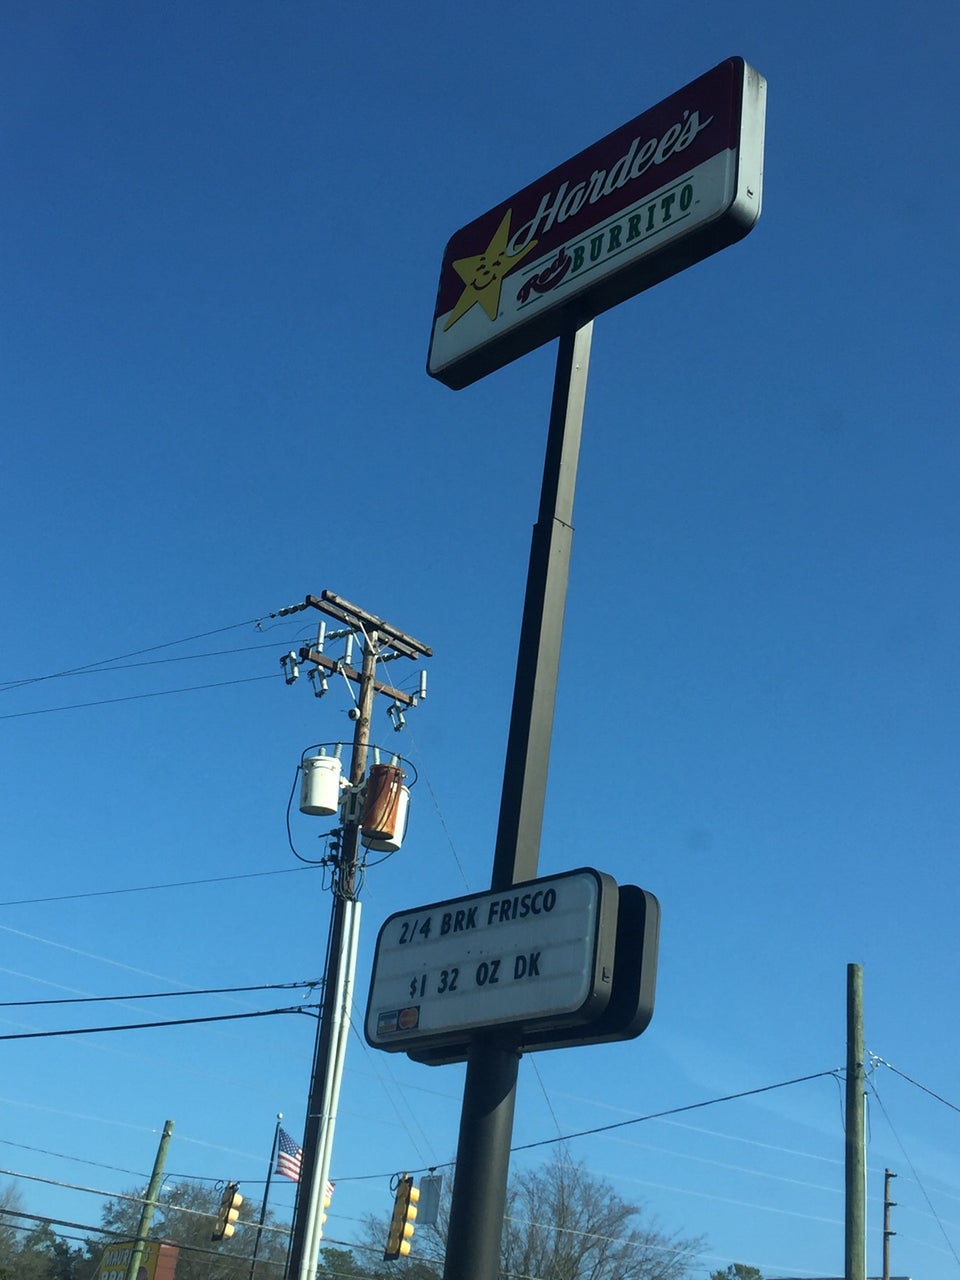 Hardee's
Red BURRITO
2/4 BRK FRISCO
$1 32 OZ DK